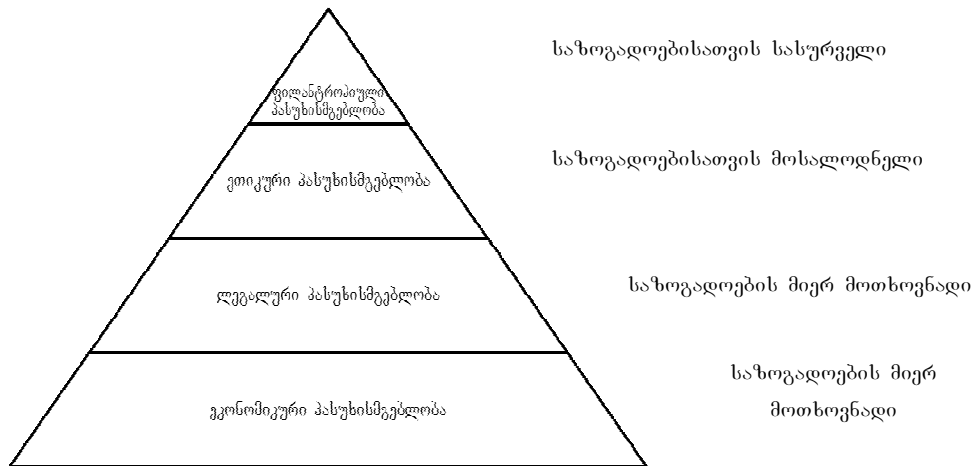 საზოგადოებისათვის სასურველი
ფილანტროპიული
პასუხისმგებლობა
საზოგადოებისათვის მოსალოდნელი
ეთიკური პასუხისმგებლობა
საზოგადოების მიერ მოთხოვნადი
ლეგალური პასუხისმგებლობა
საზოგადოების მიერ
მოთხოვნადი
ეკონომიკური პასუხისმგებლობა